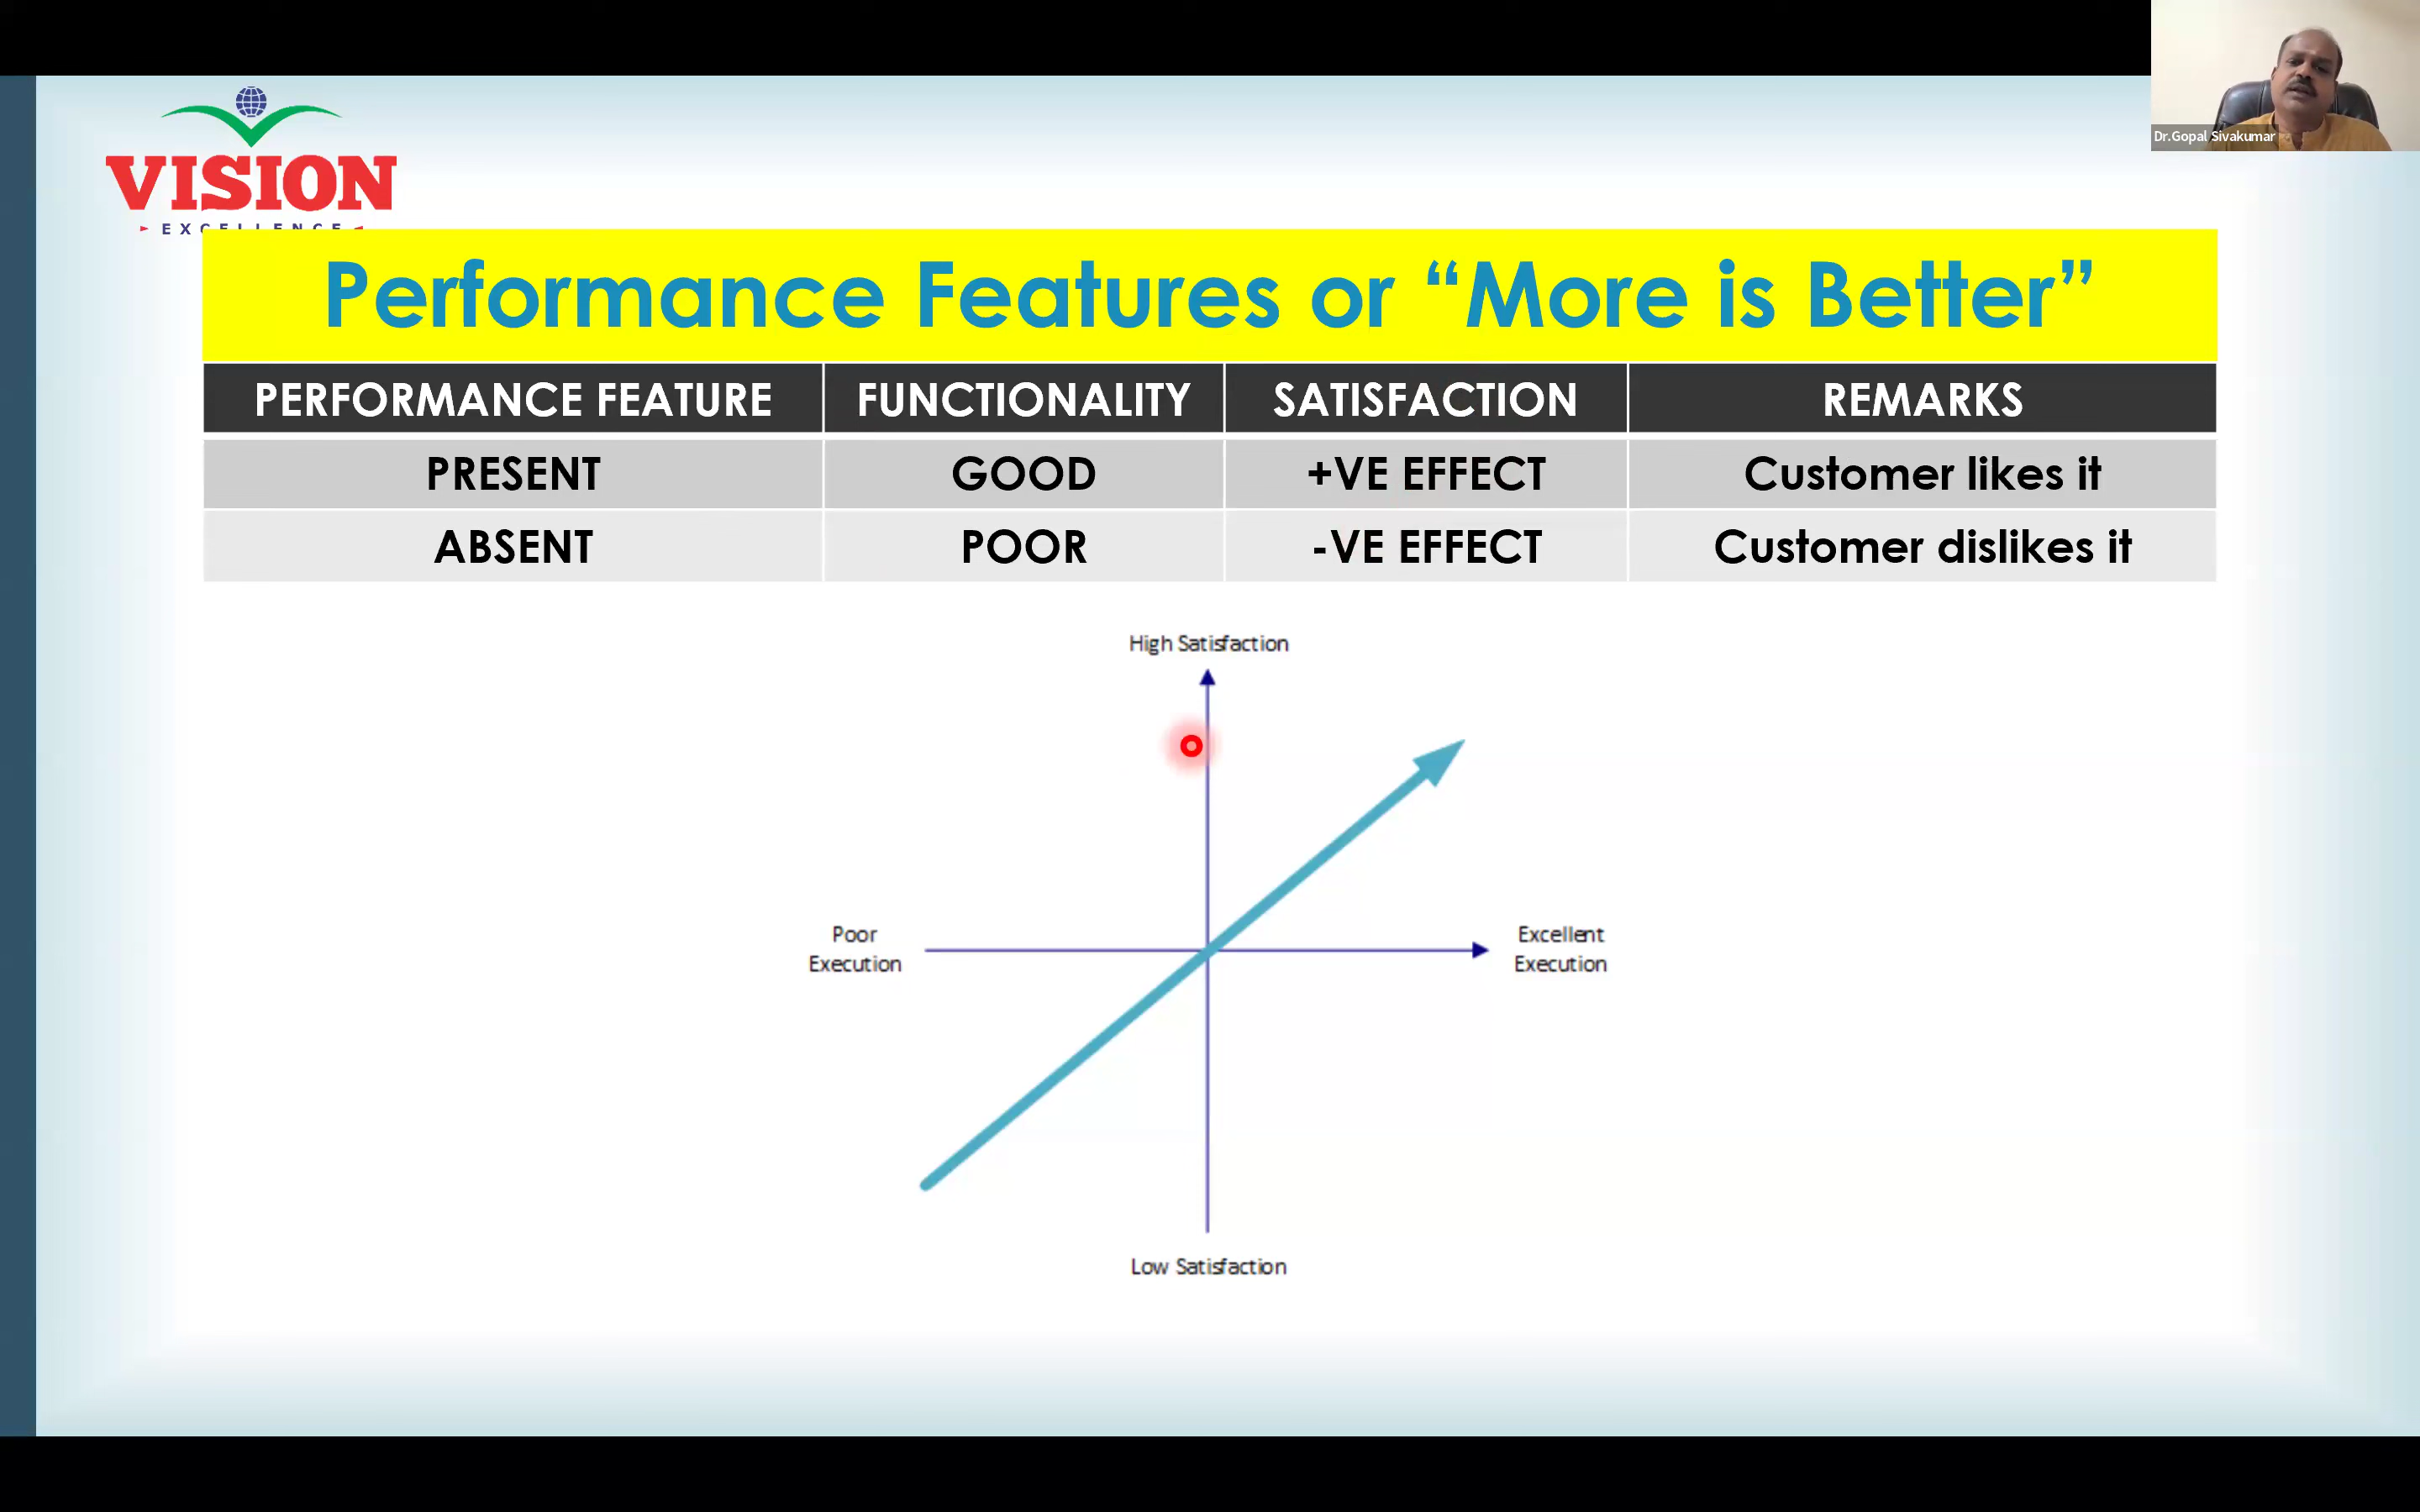 Dr.Gopal Sivakumar
VISION
EXCELLENCE
Performance Features or “More is Better”
PERFORMANCE FEATURE FUNCTIONALITY SATISFACTION REMARKS
PRESENT GOOD +VE EFFECT Customer likes it
ABSENT POOR -VE EFFECT Customer dislikes it
High Satisfaction
Poor
Execution
Excellent
Execution
Low Satisfaction